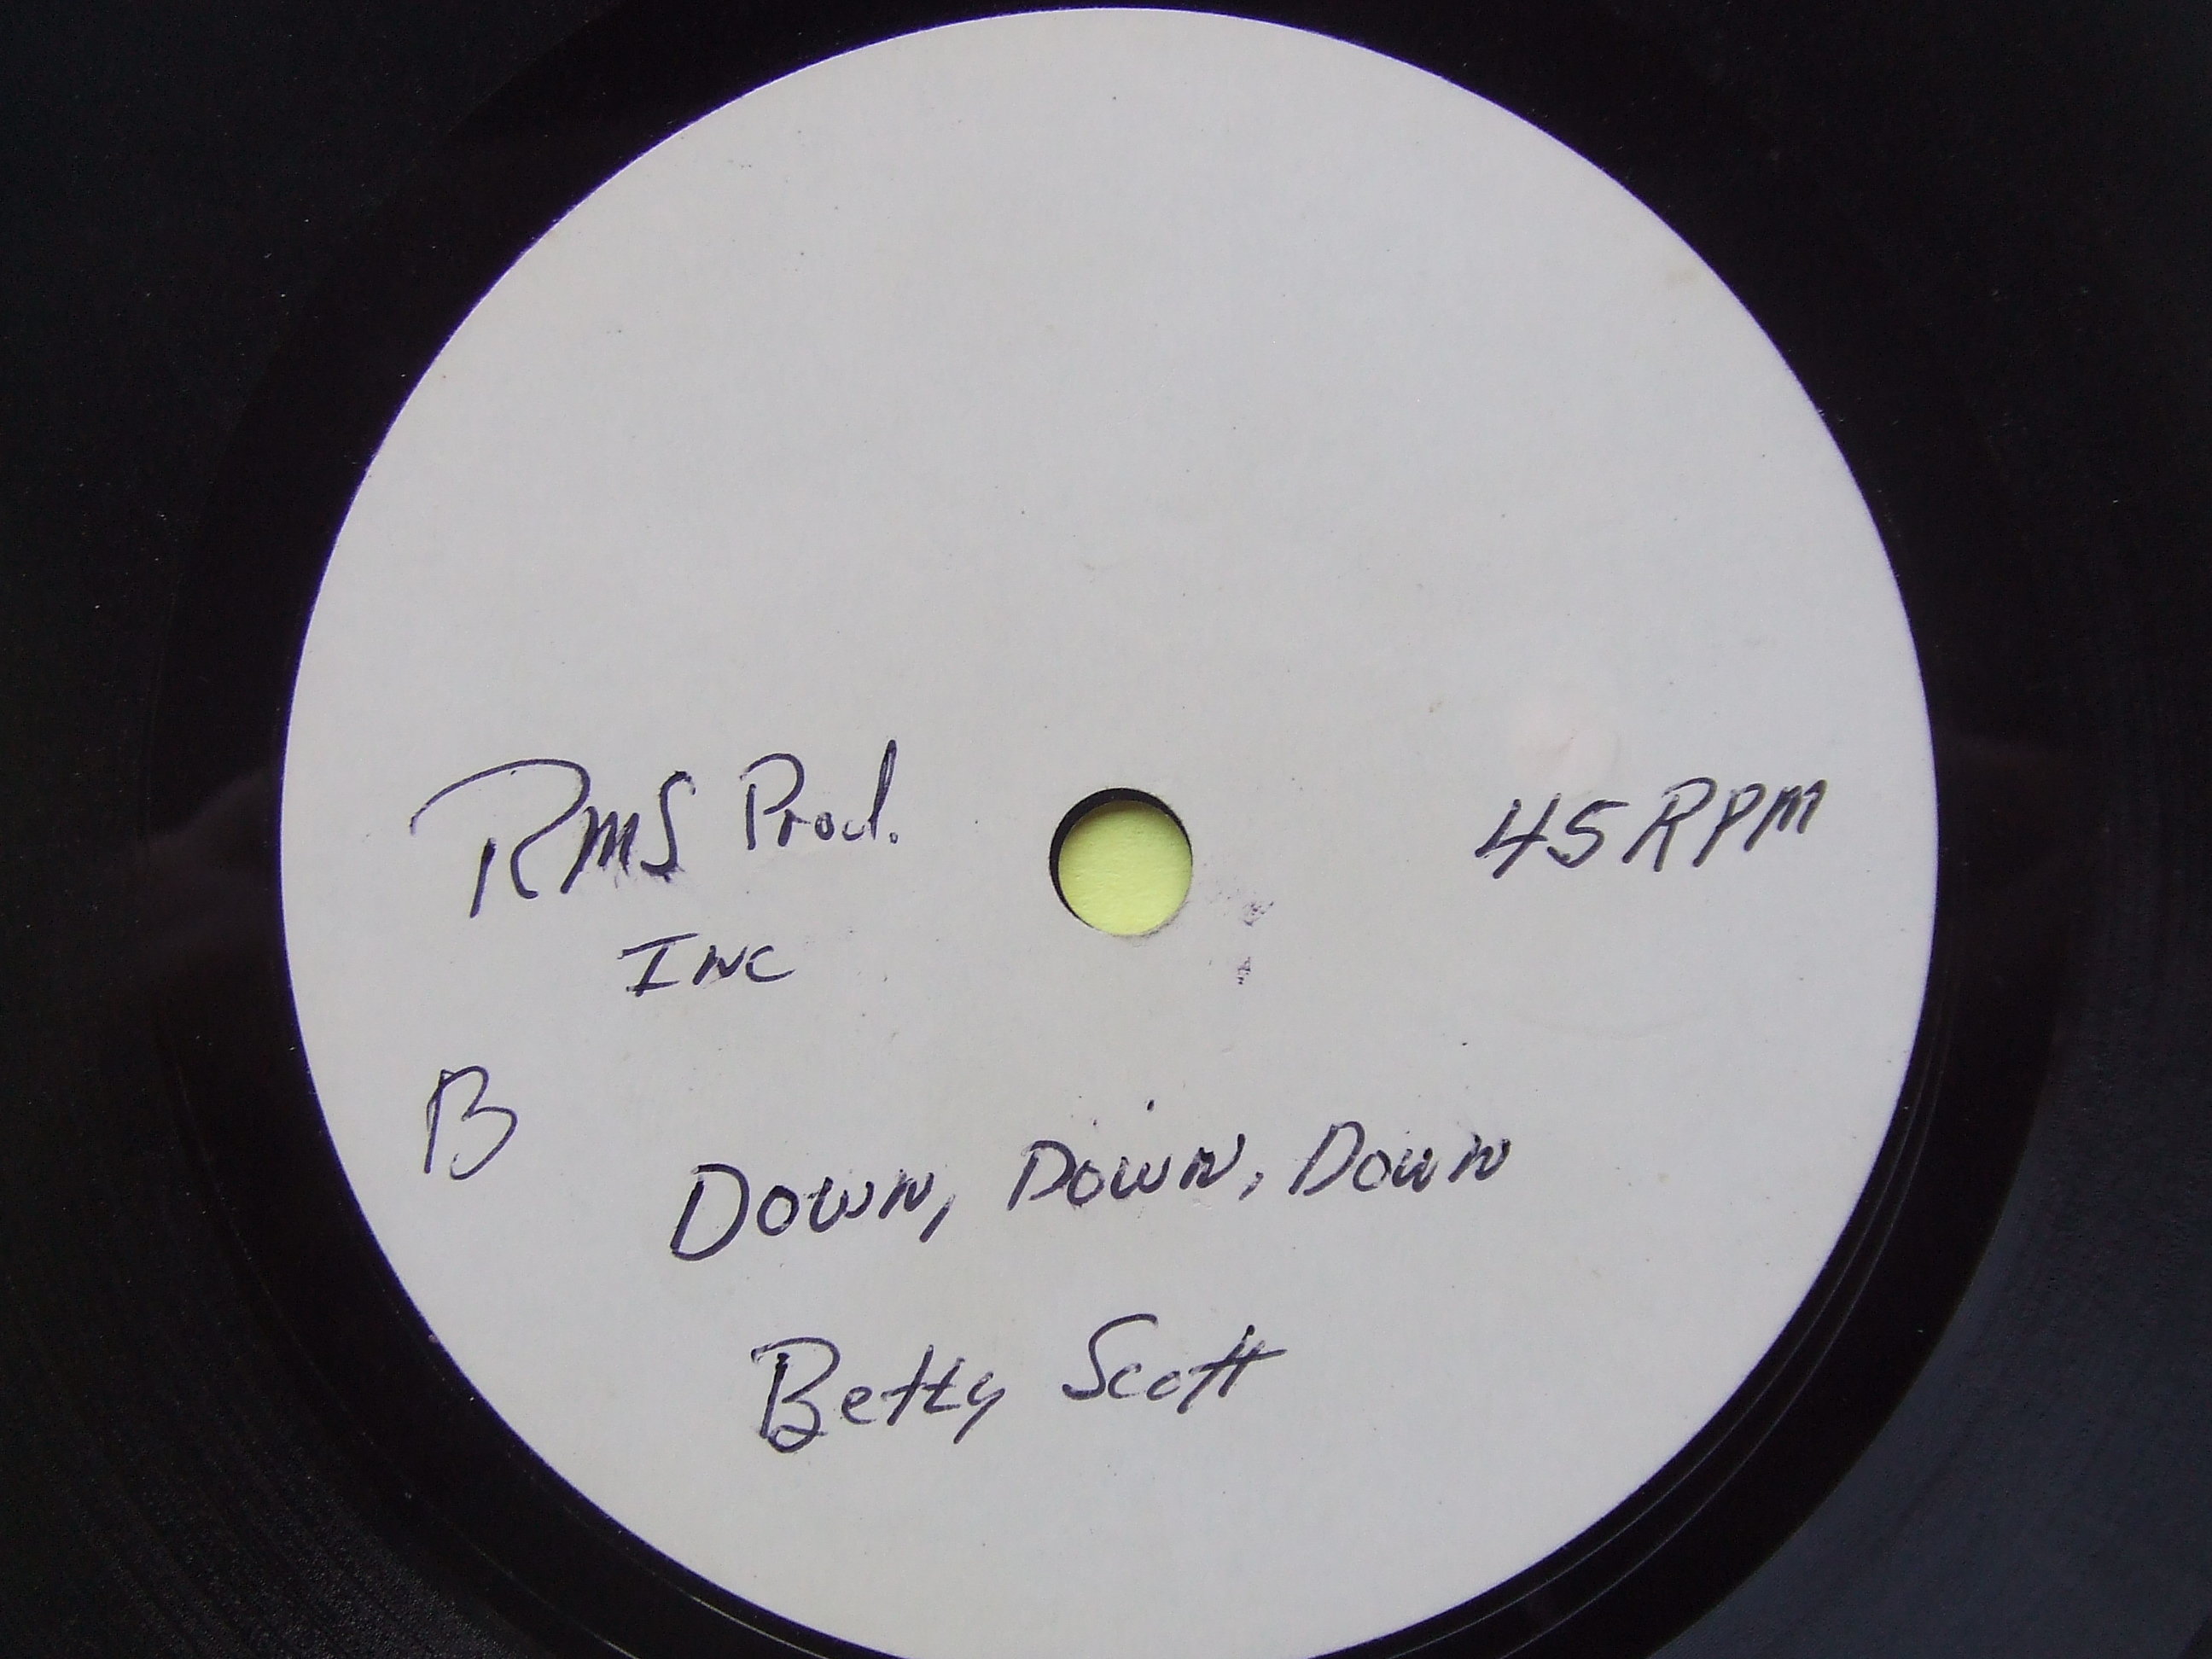 RMS Prod.
INC
45 RPM
B
DOWN, DOWN, DOWN
Betty Scott